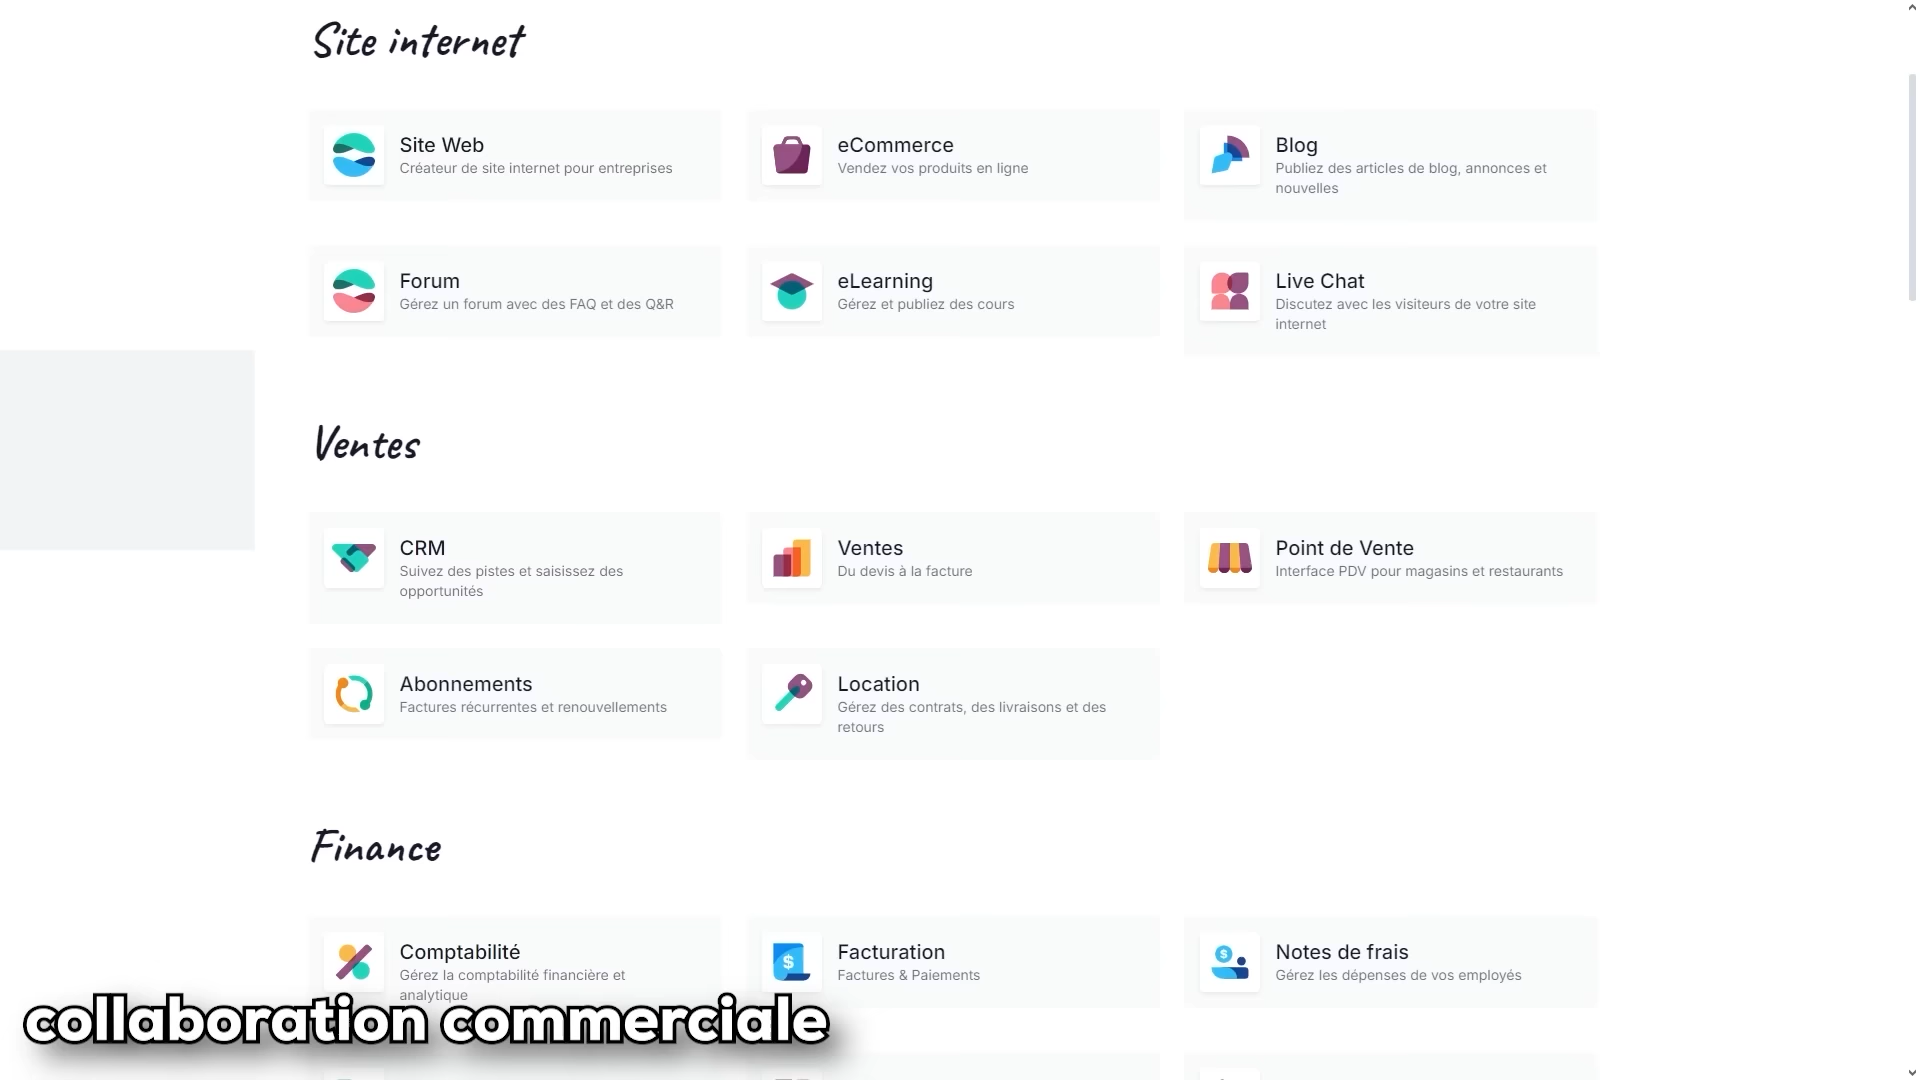 Site internet
Site Web
Créateur de site internet pour entreprises
eCommerce
Vendez vos produits en ligne
Blog
Publiez des articles de blog, annonces et
nouvelles
Forum
Gérez un forum avec des FAQ et des Q&R
eLearning
Gérez et publiez des cours
Live Chat
Discutez avec les visiteurs de votre site
internet
Ventes
CRM
Suivez des pistes et saisissez des
opportunités
Ventes
Du devis à la facture
Point de Vente
Interface PDV pour magasins et restaurants
Abonnements
Factures récurrentes et renouvellements
Location
Gérez des contrats, des livraisons et des
retours
Finance
Comptabilité
Gérez la comptabilité financière et
analytique
Facturation
Factures & Paiements
Notes de frais
Gérez les dépenses de vos employés
collaboration commerciale